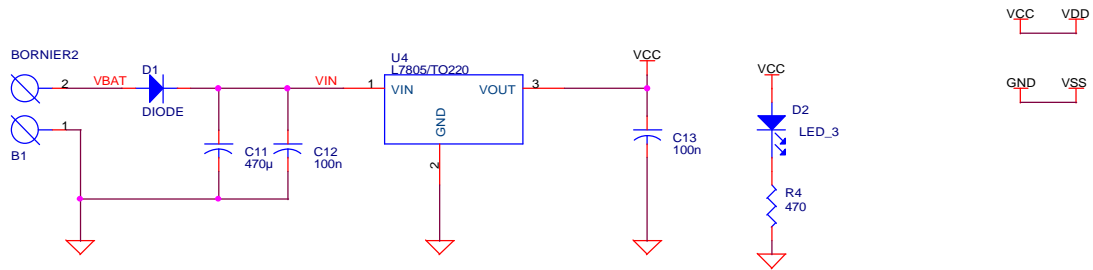 VCC VDD
GND VSS
BORNIER2
2
VBAT
D1
DIODE
1
B1
VIN
U4
L7805/TO220
1
VIN
VOUT
3
GND
2
C11
470µ
C12
100n
VCC
C13
100n
VCC
D2
LED_3
R4
470